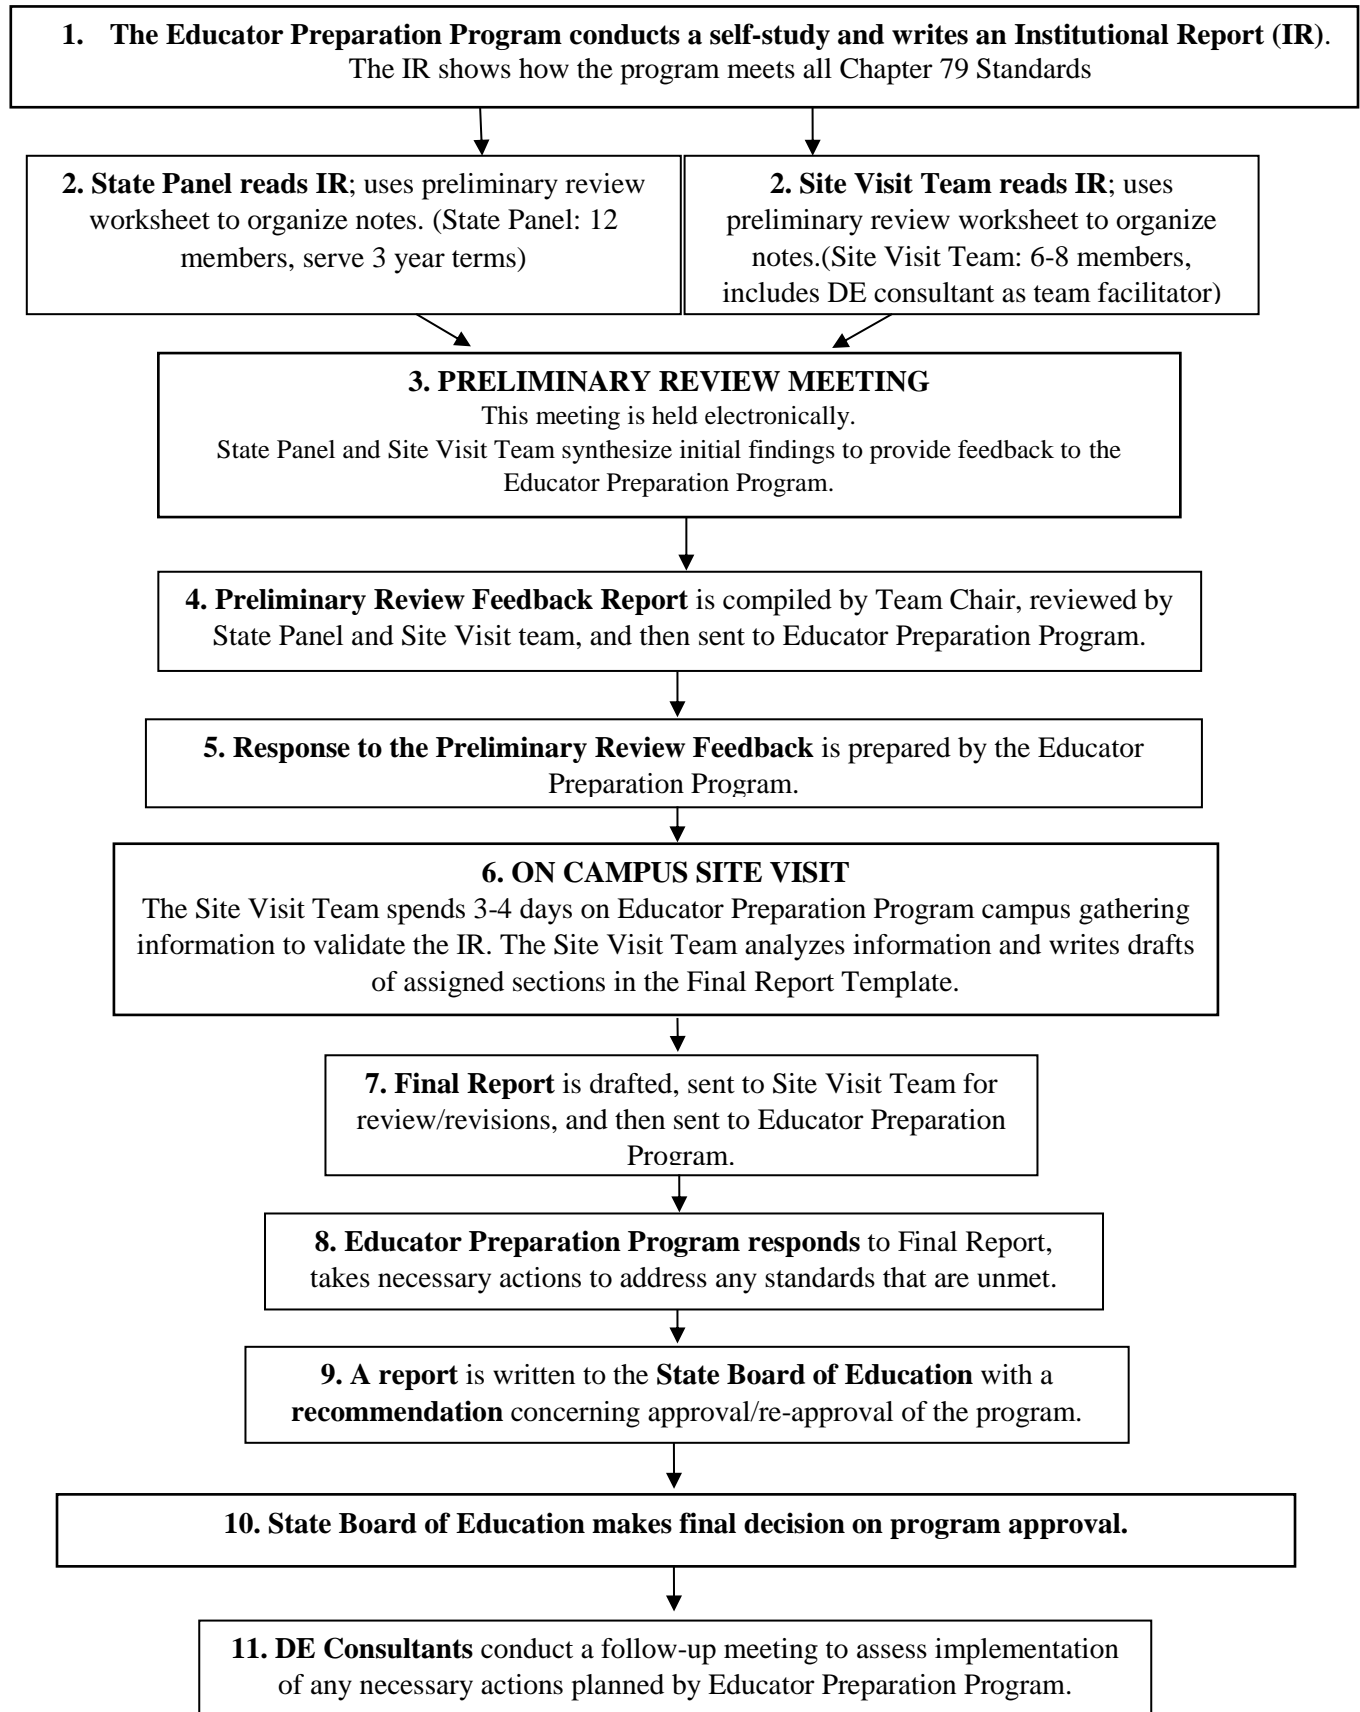 1. The Educator Preparation Program conducts a self-study and writes an Institutional Report (IR).
The IR shows how the program meets all Chapter 79 Standards
2. State Panel reads IR; uses preliminary review
worksheet to organize notes. (State Panel: 12
members, serve 3 year terms)
2. Site Visit Team reads IR; uses
preliminary review worksheet to organize
notes.(Site Visit Team: 6-8 members,
includes DE consultant as team facilitator)
3. PRELIMINARY REVIEW MEETING
This meeting is held electronically.
State Panel and Site Visit Team synthesize initial findings to provide feedback to the
Educator Preparation Program.
4. Preliminary Review Feedback Report is compiled by Team Chair, reviewed by
State Panel and Site Visit team, and then sent to Educator Preparation Program.
5. Response to the Preliminary Review Feedback is prepared by the Educator
Preparation Program.
6. ON CAMPUS SITE VISIT
The Site Visit Team spends 3-4 days on Educator Preparation Program campus gathering
information to validate the IR. The Site Visit Team analyzes information and writes drafts
of assigned sections in the Final Report Template.
7. Final Report is drafted, sent to Site Visit Team for
review/revisions, and then sent to Educator Preparation
Program.
8. Educator Preparation Program responds to Final Report,
takes necessary actions to address any standards that are unmet.
9. A report is written to the State Board of Education with a
recommendation concerning approval/re-approval of the program.
10. State Board of Education makes final decision on program approval.
11. DE Consultants conduct a follow-up meeting to assess implementation
of any necessary actions planned by Educator Preparation Program.